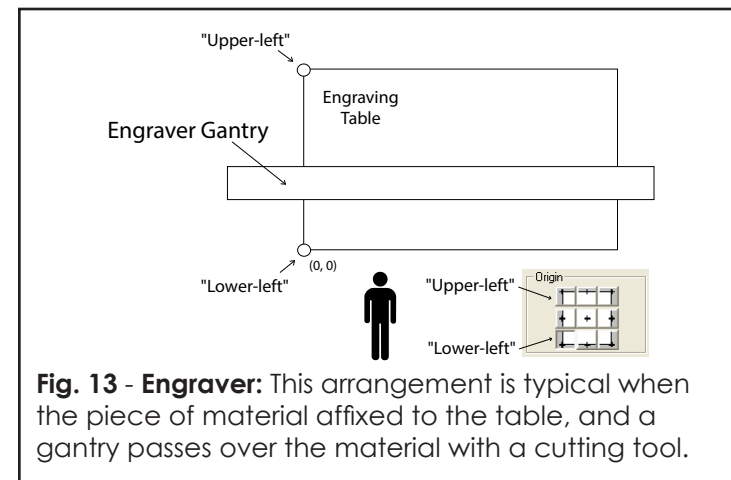 "Upper-left"
Engraving
Table
Engraver Gantry
(0, 0)
"Lower-left"
Origin
"Upper-left"
"Lower-left"
Fig. 13 - Engraver: This arrangement is typical when
the piece of material affixed to the table, and a
gantry passes over the material with a cutting tool.